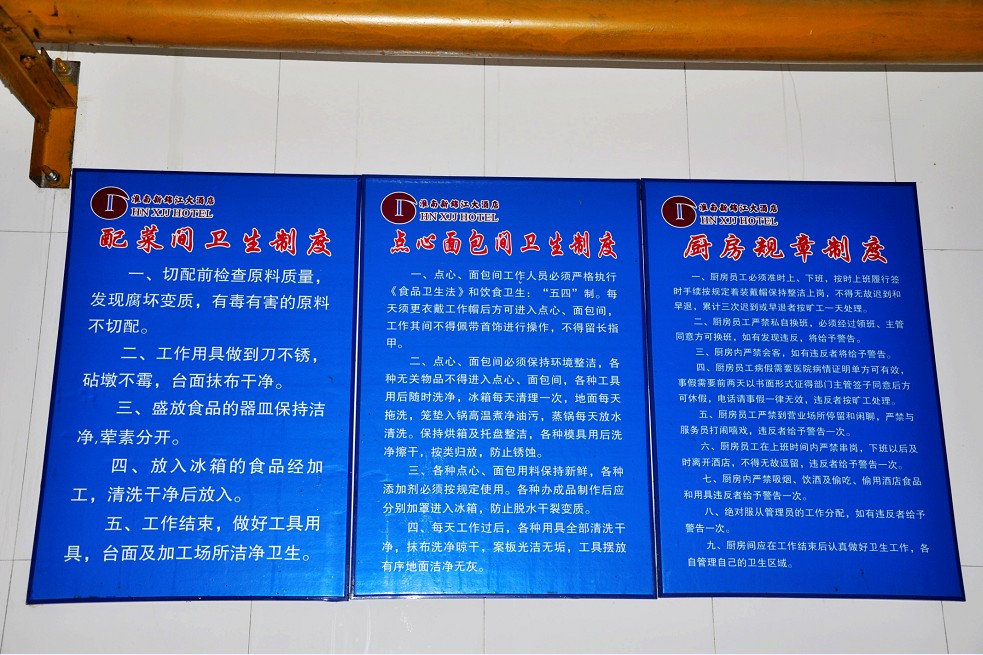 淮南新锦江大酒店
HN XIJ HOTEL
配菜间卫生制度
一、切配前检查原料质量，
发现腐坏变质，有毒有害的原料
不切配。
二、工作用具做到刀不锈，
砧墩不霉，台面抹布干净。
三、盛放食品的器皿保持洁
净,荤素分开。
四、放入冰箱的食品经加
工，清洗干净后放入。
五、工作结束，做好工具用
具，台面及加工场所洁净卫生。
淮南新锦江大酒店
HN XIJ HOTEL
点心面包间卫生制度
一、点心、面包间工作人员必须严格执行
《食品卫生法》和饮食卫生：“五四”制。每
天须更衣戴工作帽后方可进入点心、面包间，
工作其间不得佩带首饰进行操作，不得留长指
甲。
二、点心、面包间必须保持环境整洁，各
种无关物品不得进入点心、面包间，各种工具
用后随时洗净，冰箱每天清理一次，地面每天
拖洗，笼垫入锅高温煮净油污，蒸锅每天放水
清洗。保持烘箱及托盘整洁，各种模具用后洗
净擦干，按类归放，防止锈蚀。
三、各种点心、面包用料保持新鲜，各种
添加剂必须按规定使用。各种办成品制作后应
分别加罩进入冰箱，防止脱水干裂变质。
四、每天工作过后，各种用具全部清洗干
净，抹布洗净晾干，案板光洁无垢，工具摆放
有序地面洁净无灰。
淮南新锦江大酒店
HN XIJ HOTEL
厨房规章制度
一、厨房员工必须准时上、下班，按时上班履行签
时手续按规定着装戴帽保持整洁上岗，不得无故迟到和
早退，累计三次迟到或早退者按旷工一天处理。
二、厨房员工严禁私自换班，必须经过领班、主管
同意方可换班，如有发现违反，将给予警告。
三、厨房内严禁会客，如有违反者将给予警告。
四、厨房员工病假需要医院病情证明单方可有效，
事假需要前两天以书面形式征得部门主管签子同意后方
可休假，电话请事假一律无效，违反者按旷工处理。
五、厨房员工严禁到营业场所停留和闲聊，严禁与
服务员打闹嘻戏，违反者给予警告一次。
六、厨房员工在上班时间内严禁串岗，下班以后及
时离开酒店，不得无故逗留，违反者给予警告一次。
七、厨房内严禁吸烟、饮酒及偷吃、偷用酒店食品
和用具违反者给予警告一次。
八、绝对服从管理员的工作分配，如有违反者给予
警告一次。
九、厨房间应在工作结束后认真做好卫生工作，各
自管理自己的卫生区域。